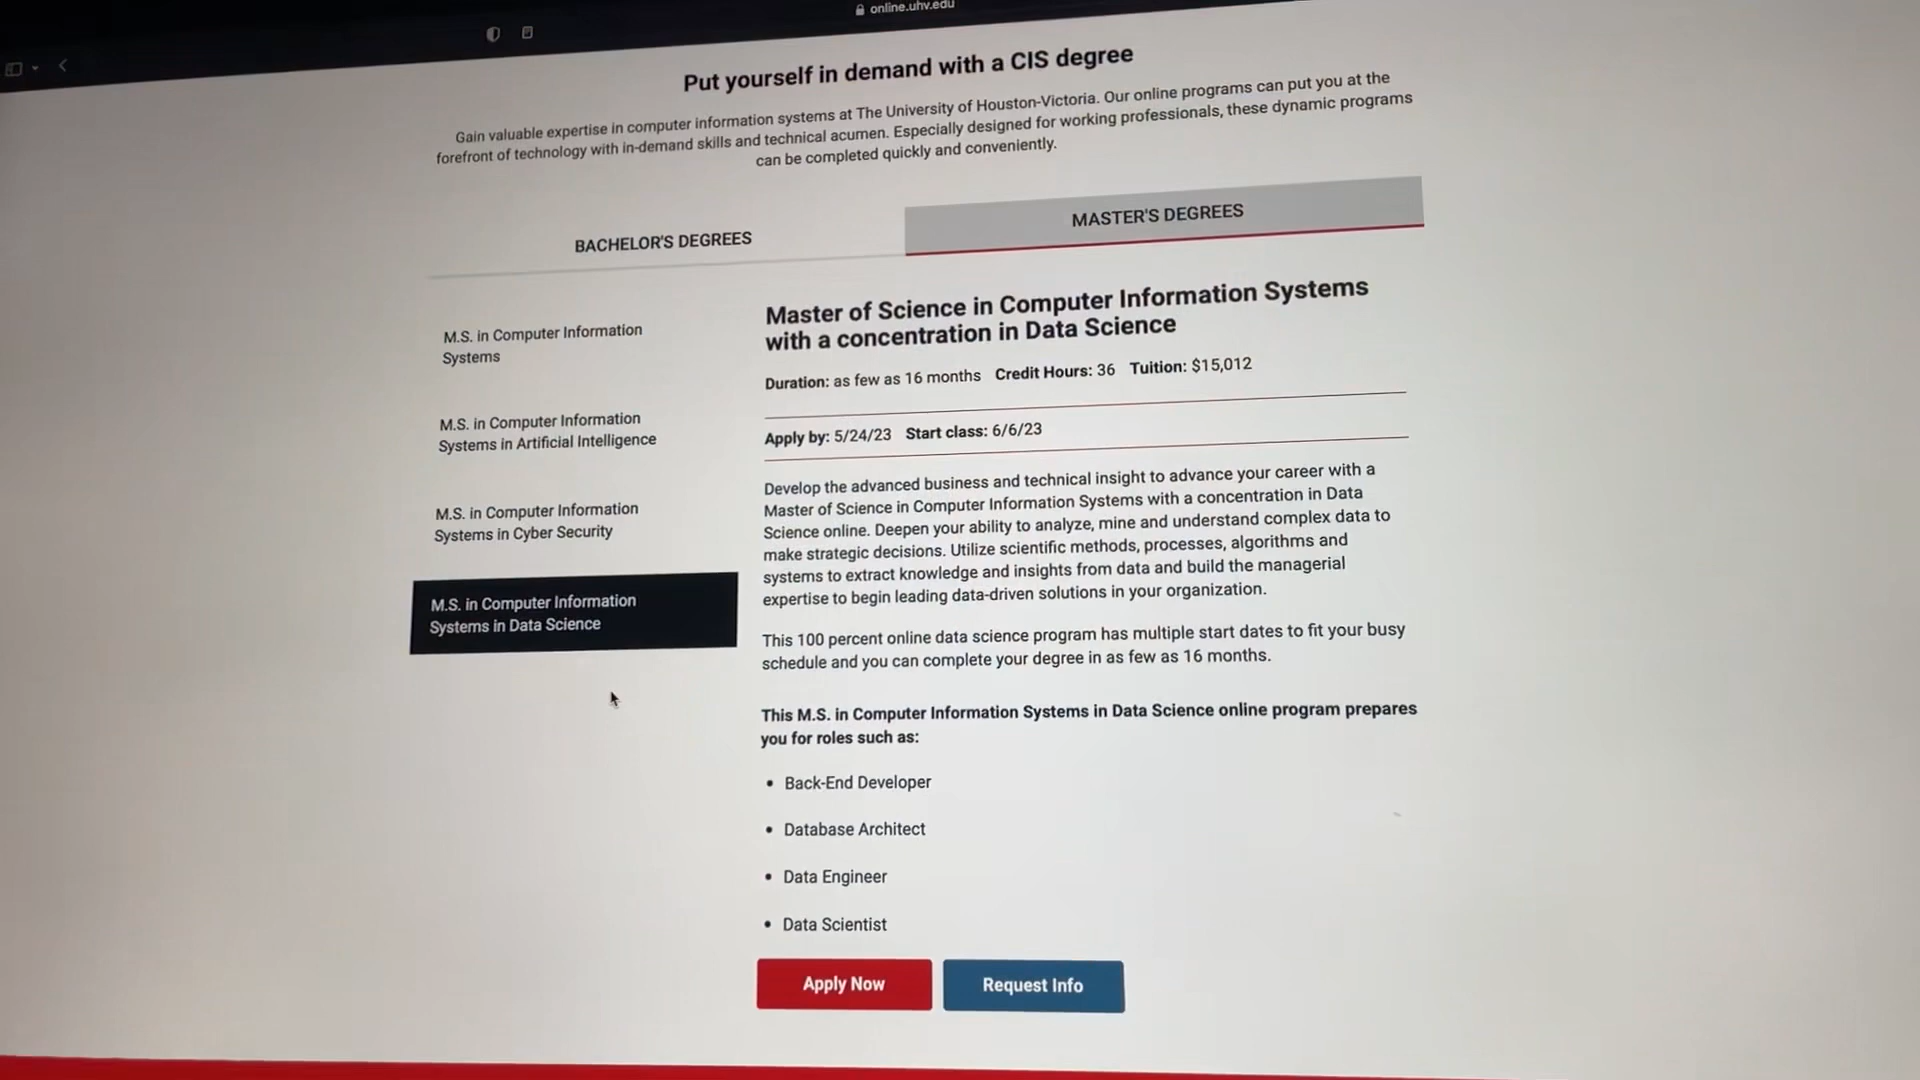 online.uhv.edu
Put yourself in demand with a CIS degree
Gain valuable expertise in computer information systems at The University of Houston-Victoria. Our online programs can put you at the
forefront of technology with in-demand skills and technical acumen. Especially designed for working professionals, these dynamic programs
can be completed quickly and conveniently.
BACHELOR'S DEGREES
MASTER'S DEGREES
M.S. in Computer Information
Systems
M.S. in Computer Information
Systems in Artificial Intelligence
M.S. in Computer Information
Systems in Cyber Security
M.S. in Computer Information
Systems in Data Science
Master of Science in Computer Information Systems
with a concentration in Data Science
Duration: as few as 16 months Credit Hours: 36 Tuition: $15,012
Apply by: 5/24/23 Start class: 6/6/23
Develop the advanced business and technical insight to advance your career with a
Master of Science in Computer Information Systems with a concentration in Data
Science online. Deepen your ability to analyze, mine and understand complex data to
make strategic decisions. Utilize scientific methods, processes, algorithms and
systems to extract knowledge and insights from data and build the managerial
expertise to begin leading data-driven solutions in your organization.
This 100 percent online data science program has multiple start dates to fit your busy
schedule and you can complete your degree in as few as 16 months.
This M.S. in Computer Information Systems in Data Science online program prepares
you for roles such as:
• Back-End Developer
• Database Architect
• Data Engineer
• Data Scientist
Apply Now
Request Info